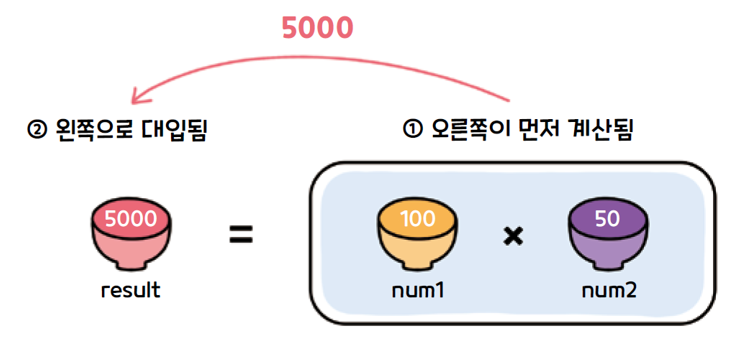 5000
② 왼쪽으로 대입됨
① 오른쪽이 먼저 계산됨
5000 = 100 × 50
result num1 num2